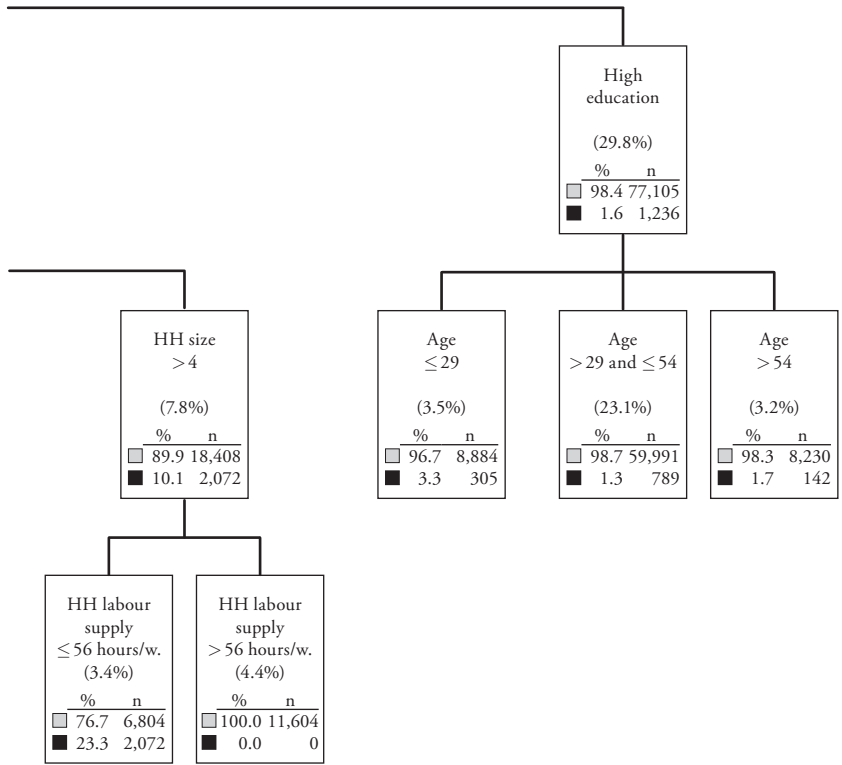 High
education
(29.8%)
% n
98.4 77,105
1.6 1,236
HH size
>4
(7.8%)
% n
89.9 18,408
10.1 2,072
Age
≤29
(3.5%)
% n
96.7 8,884
3.3 305
Age
>29 and ≤54
(23.1%)
% n
98.7 59,991
1.3 789
Age
>54
(3.2%)
% n
98.3 8,230
1.7 142
HH labour
supply
≤56 hours/w.
(3.4%)
% n
76.7 6,804
23.3 2,072
HH labour
supply
>56 hours/w.
(4.4%)
% n
100.0 11,604
0.0 0